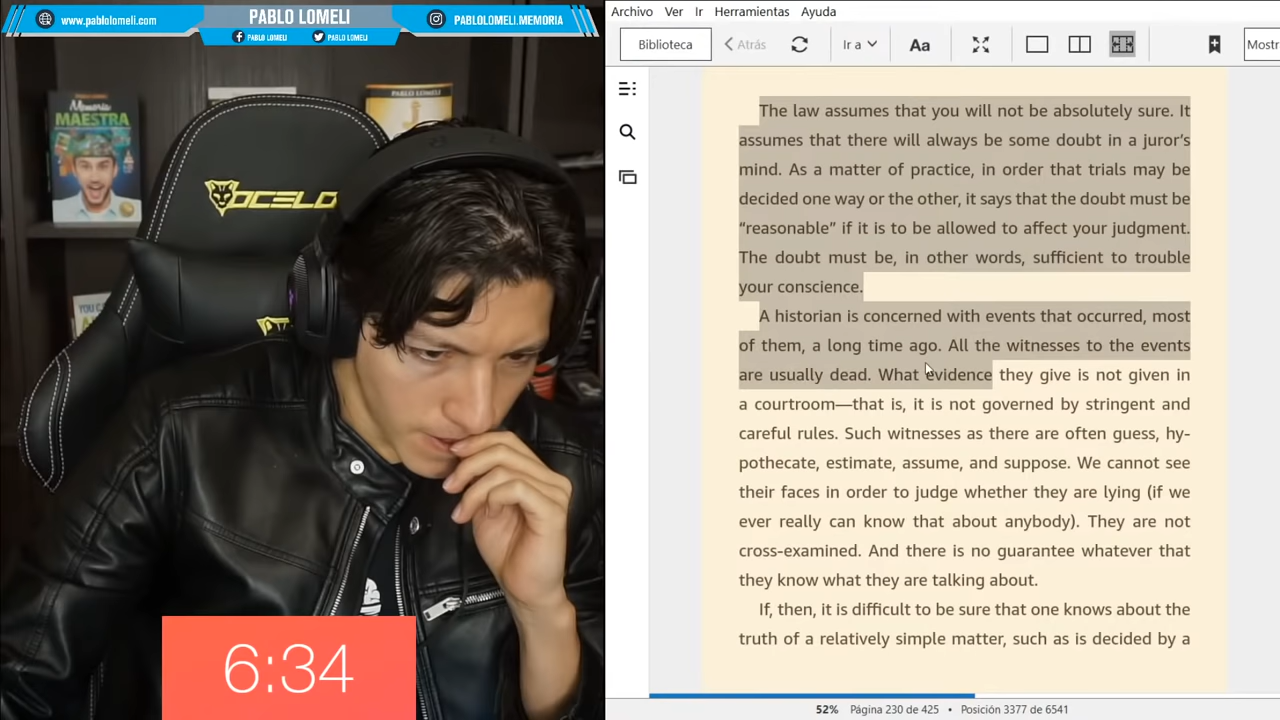 www.pablolomeli.com
PABLO LOMELI
PABLOLOMELI.MEMORIA
PABLO LOMELI
PABLO LOMELI
Memoria
MAESTRA
OCELO
6:34
Archivo Ver Ir Herramientas Ayuda
Biblioteca Atrás Ir a Aa Mostr
The law assumes that you will not be absolutely sure. It
assumes that there will always be some doubt in a juror’s
mind. As a matter of practice, in order that trials may be
decided one way or the other, it says that the doubt must be
“reasonable” if it is to be allowed to affect your judgment.
The doubt must be, in other words, sufficient to trouble
your conscience.
A historian is concerned with events that occurred, most
of them, a long time ago. All the witnesses to the events
are usually dead. What evidence they give is not given in
a courtroom—that is, it is not governed by stringent and
careful rules. Such witnesses as there are often guess, hy-
pothecate, estimate, assume, and suppose. We cannot see
their faces in order to judge whether they are lying (if we
ever really can know that about anybody). They are not
cross-examined. And there is no guarantee whatever that
they know what they are talking about.
If, then, it is difficult to be sure that one knows about the
truth of a relatively simple matter, such as is decided by a
52% Página 230 de 425 • Posición 3377 de 6541